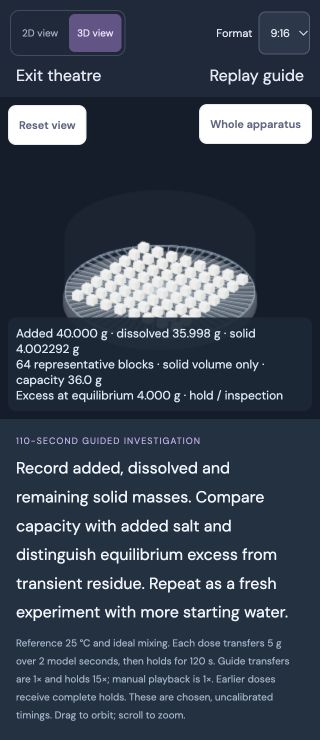 2D view 3D view Format 9:16
Exit theatre Replay guide
Reset view Whole apparatus
Added 40.000 g · dissolved 35.998 g · solid
4.002292 g
64 representative blocks · solid volume only ·
capacity 36.0 g
Excess at equilibrium 4.000 g · hold / inspection
110-SECOND GUIDED INVESTIGATION
Record added, dissolved and
remaining solid masses. Compare
capacity with added salt and
distinguish equilibrium excess from
transient residue. Repeat as a fresh
experiment with more starting water.
Reference 25 °C and ideal mixing. Each dose transfers 5 g
over 2 model seconds, then holds for 120 s. Guide transfers
are 1× and holds 15×; manual playback is 1×. Earlier doses
receive complete holds. These are chosen, uncalibrated
timings. Drag to orbit; scroll to zoom.